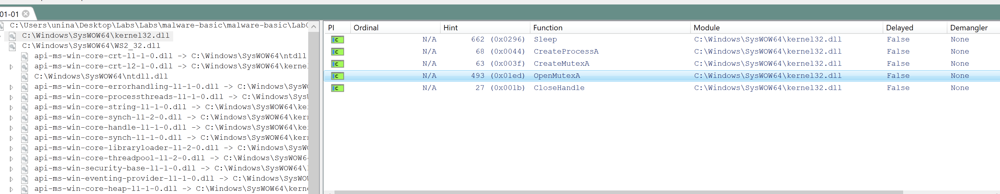 01-01
C:\Users\unina\Desktop\Labs\Labs\malware-basic\malware-basic\Lab0
C:\Windows\SysWOW64\kernel32.dll
C:\Windows\SysWOW64\WS2_32.dll
api-ms-win-core-crt-l1-1-0.dll -> C:\Windows\SysWOW64\ntdll
api-ms-win-core-crt-l2-1-0.dll -> C:\Windows\SysWOW64\kernel
C:\Windows\SysWOW64\ntdll.dll
api-ms-win-core-errorhandling-l1-1-0.dll -> C:\Windows\SysWO
api-ms-win-core-processthreads-l1-1-0.dll -> C:\Windows\Sys
api-ms-win-core-string-l1-1-0.dll -> C:\Windows\SysWOW64\ke
api-ms-win-core-synch-l1-2-0.dll -> C:\Windows\SysWOW64\ker
api-ms-win-core-handle-l1-1-0.dll -> C:\Windows\SysWOW64\ke
api-ms-win-core-synch-l1-1-0.dll -> C:\Windows\SysWOW64\ker
api-ms-win-core-libraryloader-l1-2-0.dll -> C:\Windows\SysWO
api-ms-win-core-threadpool-l1-2-0.dll -> C:\Windows\SysWOW64
api-ms-win-security-base-l1-1-0.dll -> C:\Windows\SysWOW64\
api-ms-win-eventing-provider-l1-1-0.dll -> C:\Windows\SysWOW
api-ms-win-core-heap-l1-1-0.dll -> C:\Windows\SysWOW64\kerne
PI Ordinal Hint Function Module Delayed Demangler
C N/A 662 (0x0296) Sleep C:\Windows\SysWOW64\kernel32.dll False None
C N/A 68 (0x0044) CreateProcessA C:\Windows\SysWOW64\kernel32.dll False None
C N/A 63 (0x003f) CreateMutexA C:\Windows\SysWOW64\kernel32.dll False None
C N/A 493 (0x01ed) OpenMutexA C:\Windows\SysWOW64\kernel32.dll False None
C N/A 27 (0x001b) CloseHandle C:\Windows\SysWOW64\kernel32.dll False None